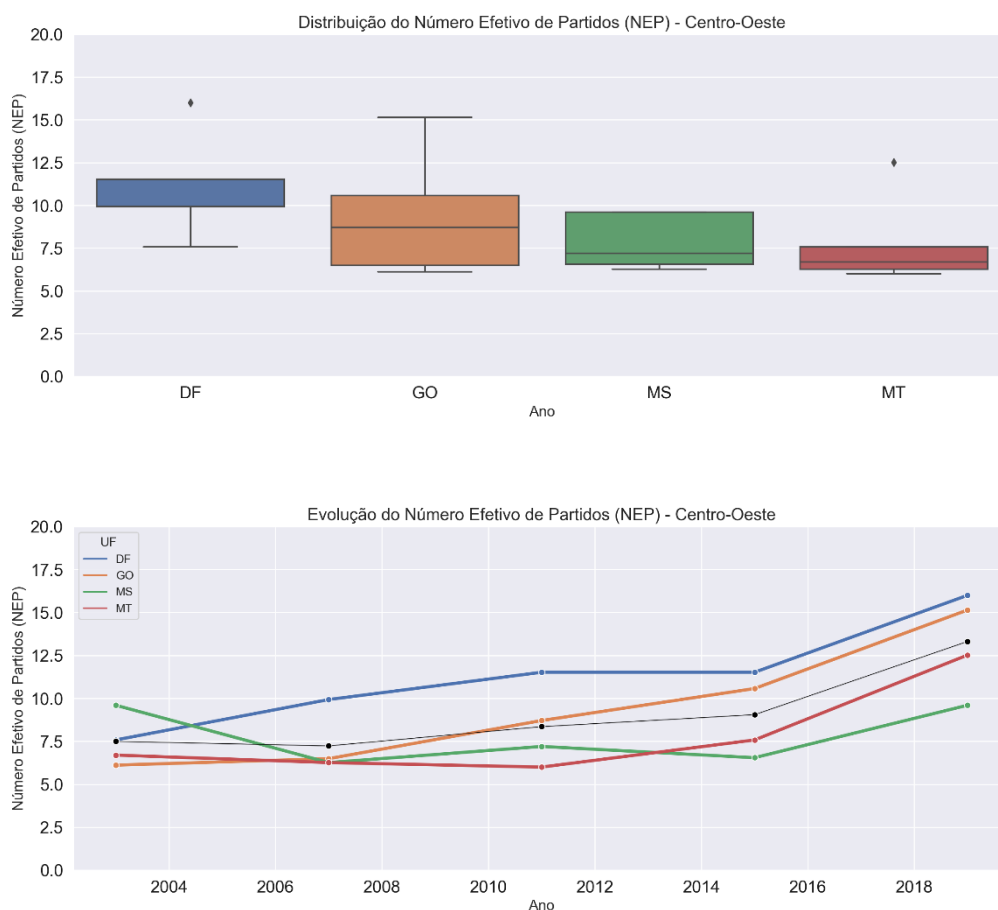 Distribuição do Número Efetivo de Partidos (NEP) - Centro-Oeste
Número Efetivo de Partidos (NEP)
20.0
17.5
15.0
12.5
10.0
7.5
5.0
2.5
0.0
DF GO MS MT
Ano
Evolução do Número Efetivo de Partidos (NEP) - Centro-Oeste
Número Efetivo de Partidos (NEP)
20.0
17.5
15.0
12.5
10.0
7.5
5.0
2.5
0.0
UF
DF
GO
MS
MT
2004 2006 2008 2010 2012 2014 2016 2018
Ano